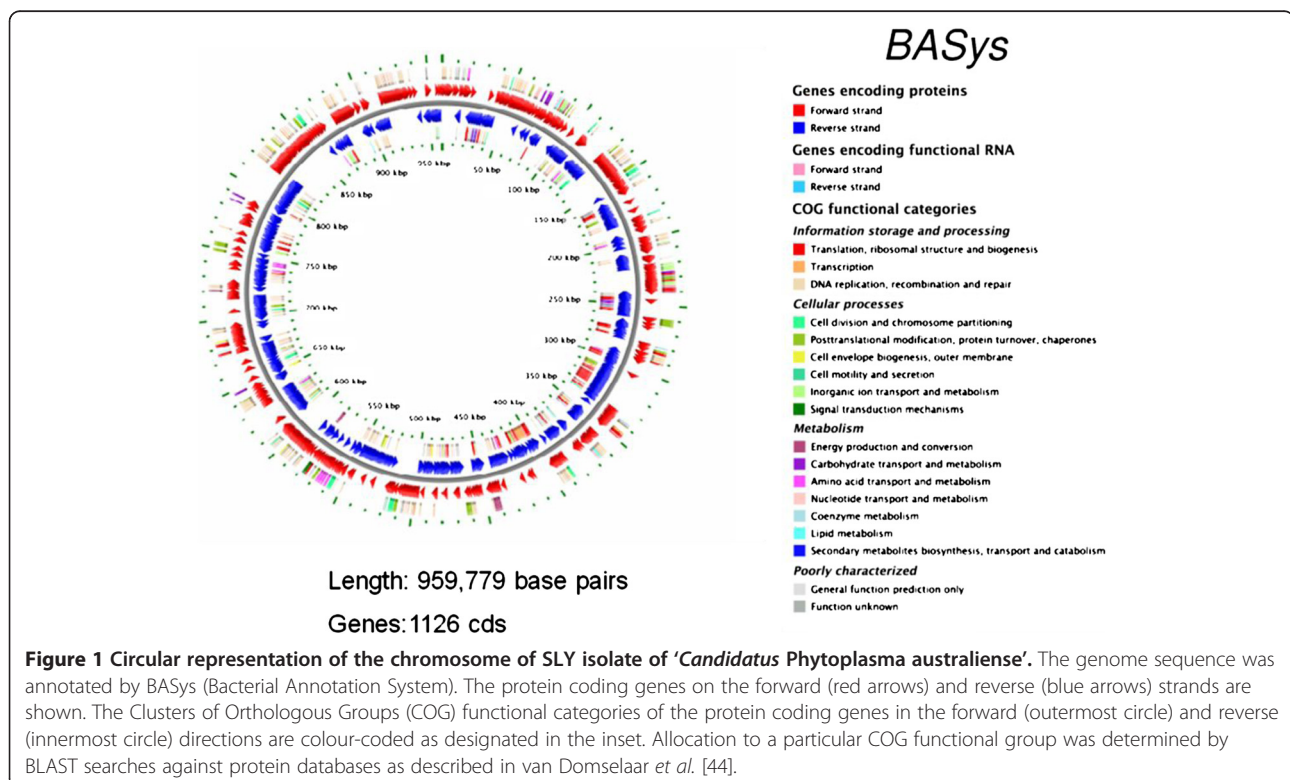 BASys
Genes encoding proteins
Forward strand
Reverse strand
Genes encoding functional RNA
Forward strand
Reverse strand
COG functional categories
Information storage and processing
Translation, ribosomal structure and biogenesis
Transcription
DNA replication, recombination and repair
Cellular processes
Cell division and chromosome partitioning
Posttranslational modification, protein turnover, chaperones
Cell envelope biogenesis, outer membrane
Cell motility and secretion
Inorganic ion transport and metabolism
Signal transduction mechanisms
Metabolism
Energy production and conversion
Carbohydrate transport and metabolism
Amino acid transport and metabolism
Nucleotide transport and metabolism
Coenzyme metabolism
Lipid metabolism
Secondary metabolites biosynthesis, transport and catabolism
Poorly characterized
General function prediction only
Function unknown
950 kbp
50 kbp
100 kbp
150 kbp
200 kbp
250 kbp
300 kbp
350 kbp
400 kbp
450 kbp
500 kbp
550 kbp
600 kbp
650 kbp
700 kbp
750 kbp
800 kbp
850 kbp
900 kbp
Length: 959,779 base pairs
Genes:1126 cds
Figure 1 Circular representation of the chromosome of SLY isolate of ‘Candidatus Phytoplasma australiense’. The genome sequence was
annotated by BASys (Bacterial Annotation System). The protein coding genes on the forward (red arrows) and reverse (blue arrows) strands are
shown. The Clusters of Orthologous Groups (COG) functional categories of the protein coding genes in the forward (outermost circle) and reverse
(innermost circle) directions are colour-coded as designated in the inset. Allocation to a particular COG functional group was determined by
BLAST searches against protein databases as described in van Domselaar et al. [44].